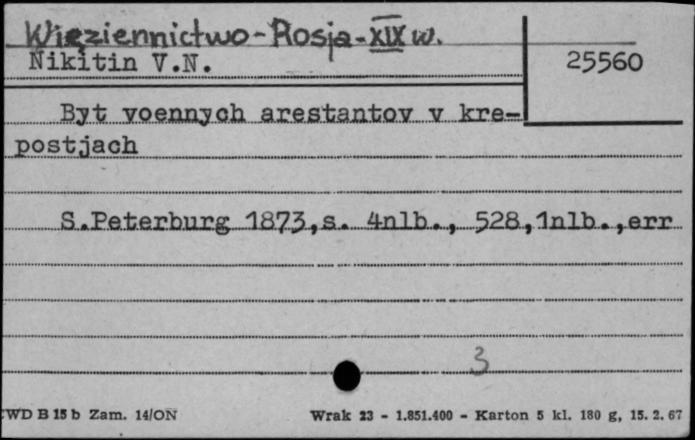 Więziennictwo-Rosja-XIX w.
Nikitin V.N.
25560
Byt voennych arestantov v kre-
postjach
S.Peterburg 1873,s. 4nlb., 528,1nlb.,err
3
WD B 15 b Zam. 14/ON Wrak 23 - 1.851.400 - Karton 5 kl. 180 g, 15. 2. 67